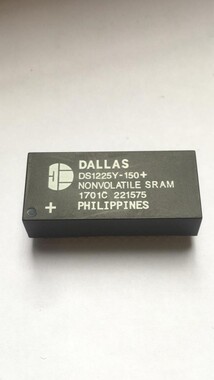 DALLAS
DS1225Y-150+
NONVOLATILE SRAM
1701C 221575
+ PHILIPPINES